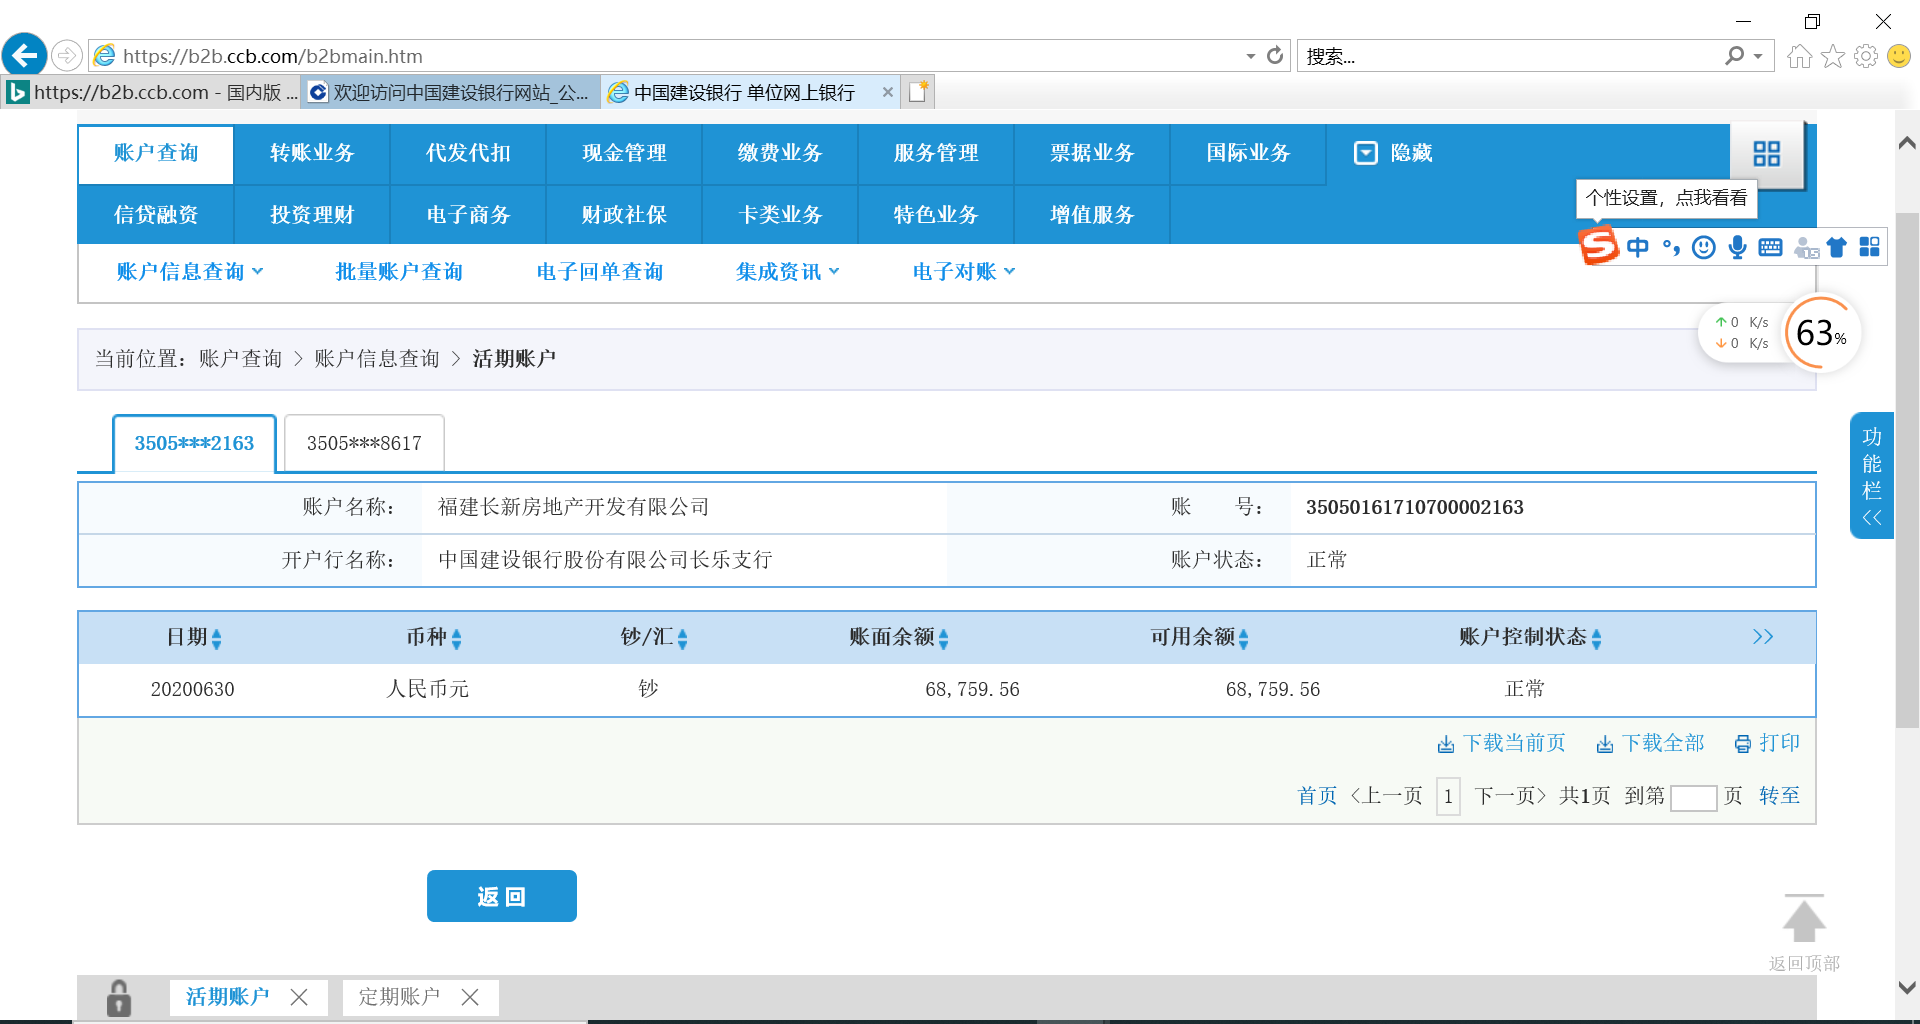 https://b2b.ccb.com/b2bmain.htm
搜索...
https://b2b.ccb.com - 国内版 ...
欢迎访问中国建设银行网站_公...
中国建设银行 单位网上银行
账户查询 转账业务 代发代扣 现金管理 缴费业务 服务管理 票据业务 国际业务 隐藏
个性设置，点我看看
信贷融资 投资理财 电子商务 财政社保 卡类业务 特色业务 增值服务
中
账户信息查询 批量账户查询 电子回单查询 集成资讯 电子对账
0 K/s
0 K/s
63%
当前位置：账户查询 > 账户信息查询 > 活期账户
功能栏
3505***2163 3505***8617
账户名称： 福建长新房地产开发有限公司 账 号： 35050161710700002163
开户行名称： 中国建设银行股份有限公司长乐支行 账户状态： 正常
日期 币种 钞/汇 账面余额 可用余额 账户控制状态 >>
20200630 人民币元 钞 68,759.56 68,759.56 正常
下载当前页 下载全部 打印
首页 <上一页 1 下一页> 共1页 到第 页 转至
返回
返回顶部
活期账户 定期账户